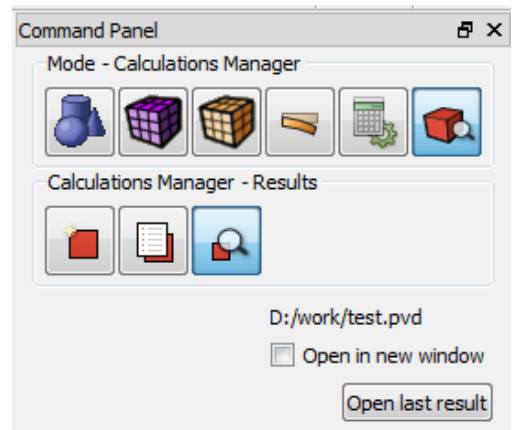 Command Panel
Mode - Calculations Manager
Calculations Manager - Results
D:/work/test.pvd
Open in new window
Open last result